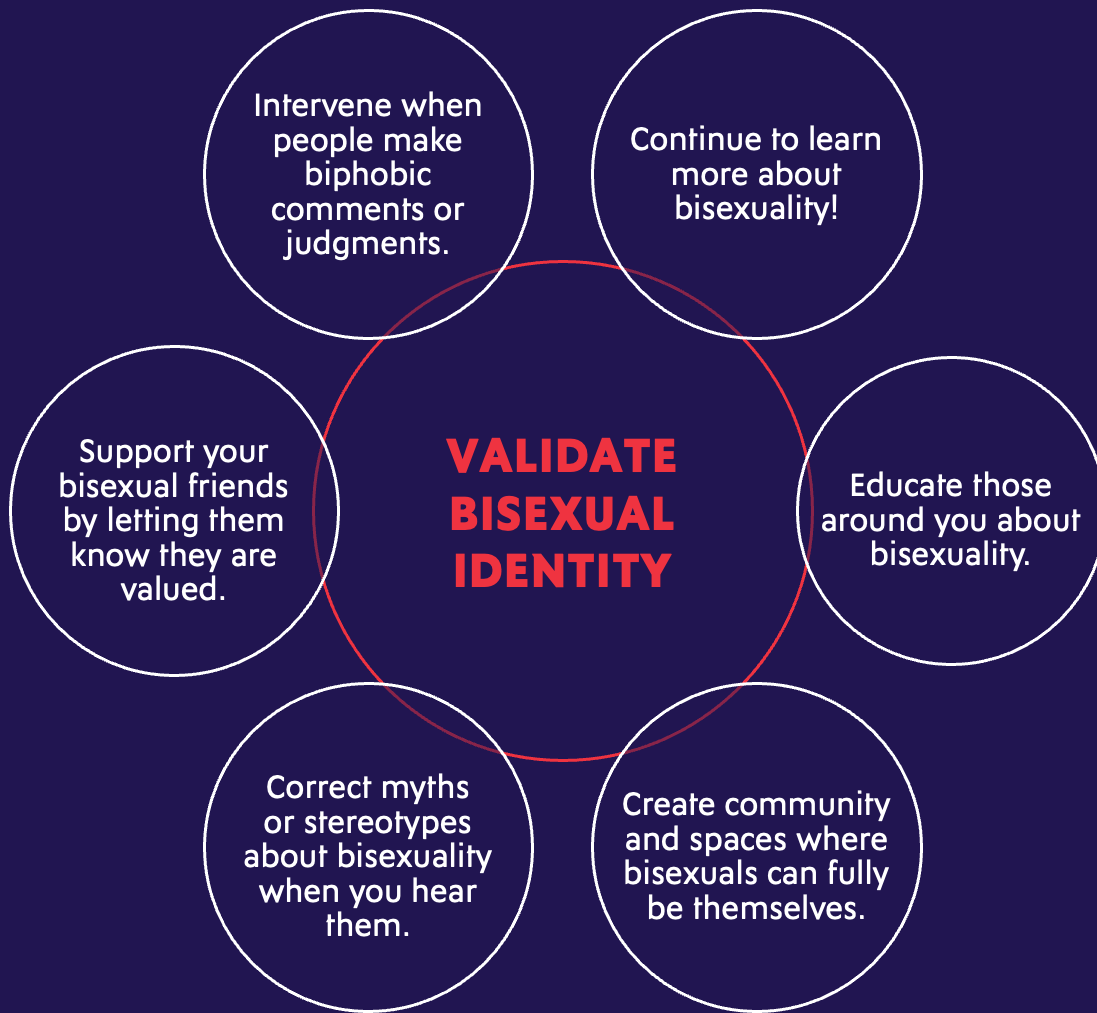 Intervene when
people make
biphobic
comments or
judgments.
Continue to learn
more about
bisexuality!
Support your
bisexual friends
by letting them
know they are
valued.
VALIDATE
BISEXUAL
IDENTITY
Educate those
around you about
bisexuality.
Correct myths
or stereotypes
about bisexuality
when you hear
them.
Create community
and spaces where
bisexuals can fully
be themselves.